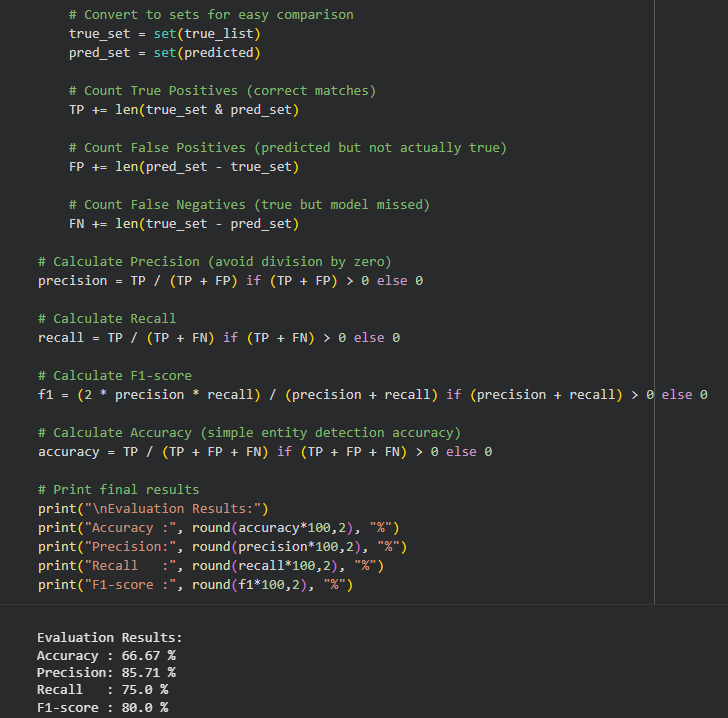 # Convert to sets for easy comparison
true_set = set(true_list)
pred_set = set(predicted)
# Count True Positives (correct matches)
TP += len(true_set & pred_set)
# Count False Positives (predicted but not actually true)
FP += len(pred_set - true_set)
# Count False Negatives (true but model missed)
FN += len(true_set - pred_set)
# Calculate Precision (avoid division by zero)
precision = TP / (TP + FP) if (TP + FP) > 0 else 0
# Calculate Recall
recall = TP / (TP + FN) if (TP + FN) > 0 else 0
# Calculate F1-score
f1 = (2 * precision * recall) / (precision + recall) if (precision + recall) > 0 else 0
# Calculate Accuracy (simple entity detection accuracy)
accuracy = TP / (TP + FP + FN) if (TP + FP + FN) > 0 else 0
# Print final results
print("\nEvaluation Results:")
print("Accuracy :", round(accuracy*100,2), "%")
print("Precision:", round(precision*100,2), "%")
print("Recall   :", round(recall*100,2), "%")
print("F1-score :", round(f1*100,2), "%")
Evaluation Results:
Accuracy : 66.67 %
Precision: 85.71 %
Recall   : 75.0 %
F1-score : 80.0 %